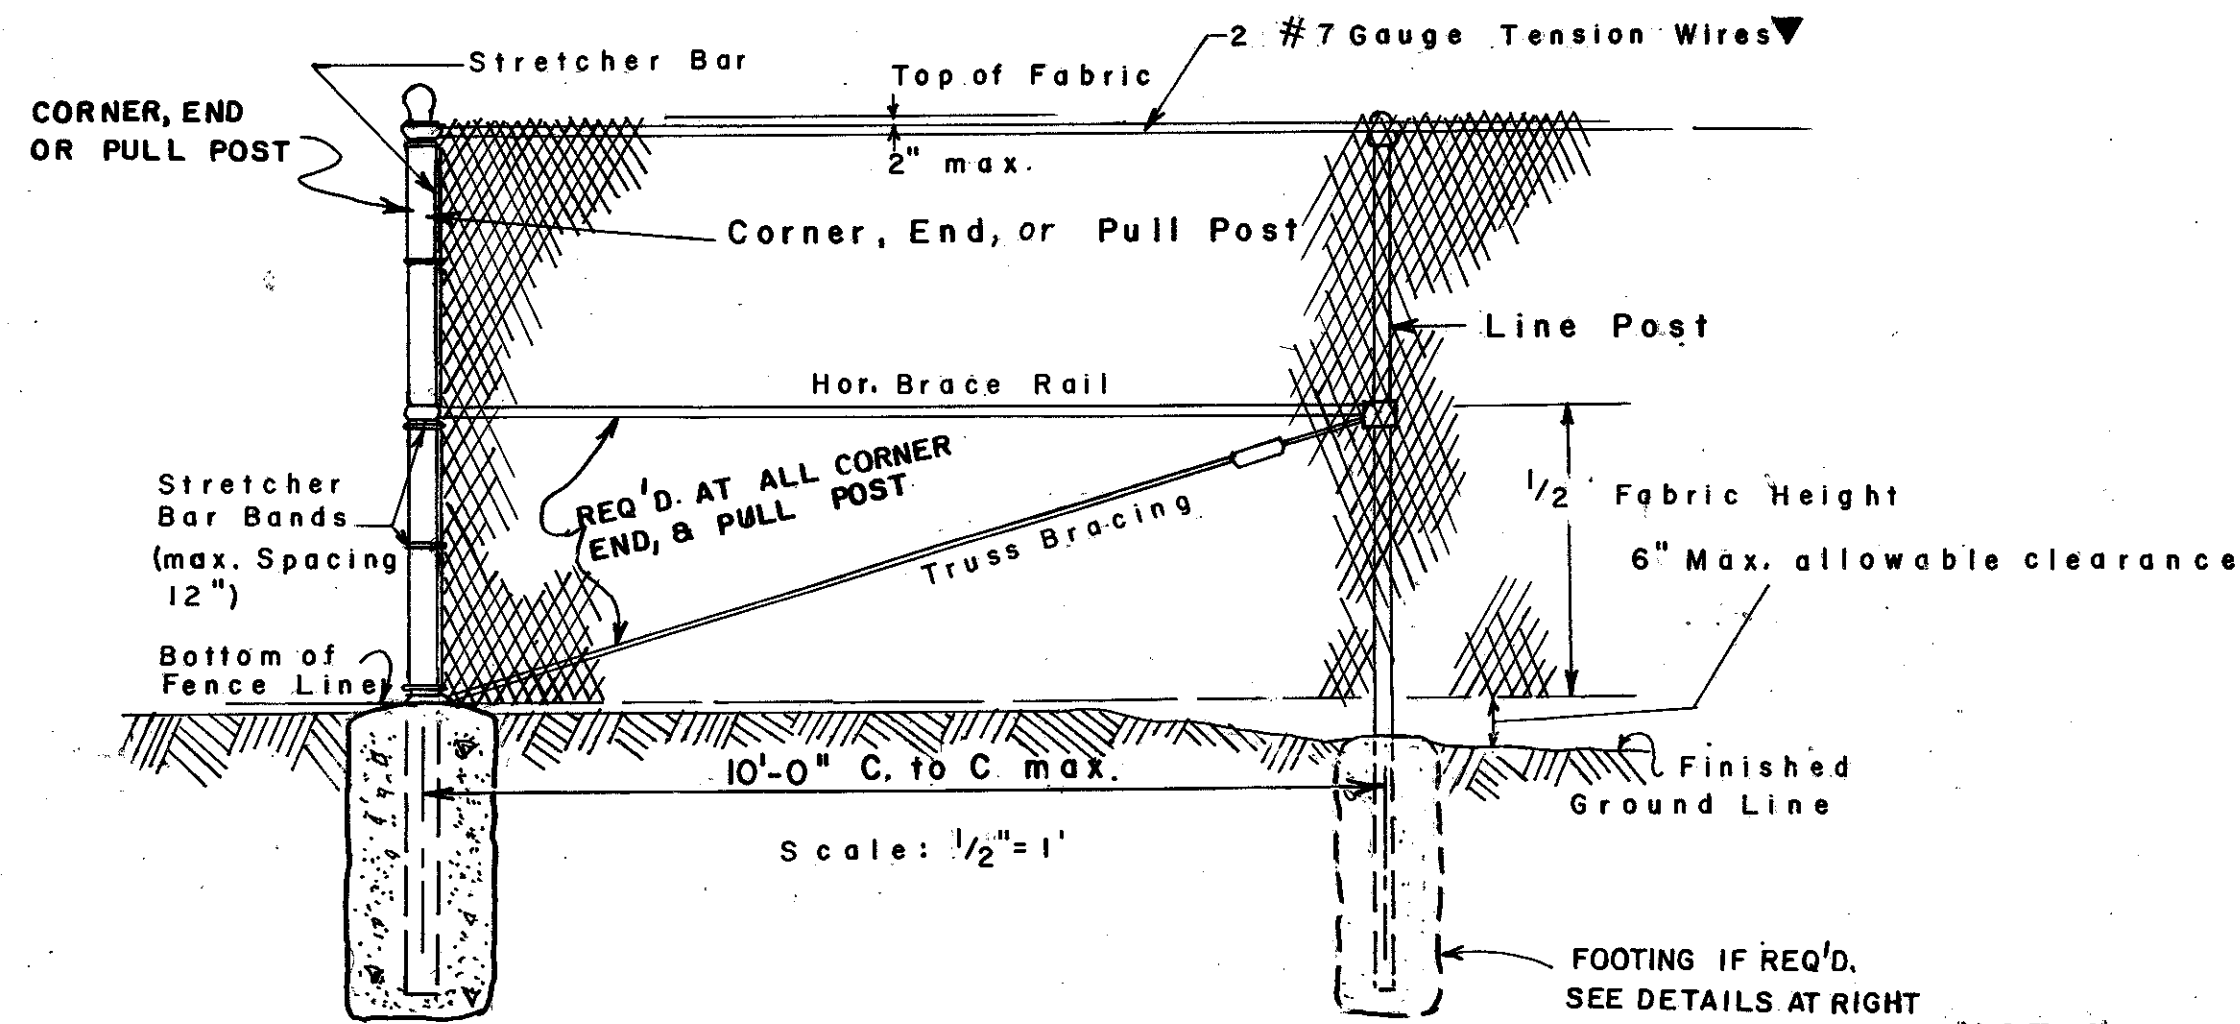 2 #7 Gauge Tension Wires▼
Stretcher Bar
Top of Fabric
CORNER, END
OR PULL POST
2" max.
Corner, End, or Pull Post
Line Post
Hor. Brace Rail
REQ'D. AT ALL CORNER
END, & PULL POST
Stretcher
Bar Bands
(max. Spacing
12")
1/2 Fabric Height
Truss Bracing
6" Max. allowable clearance
Bottom of
Fence Line
10'-0" C. to C max.
Finished
Ground Line
Scale: 1/2"= 1'
FOOTING IF REQ'D.
SEE DETAILS AT RIGHT